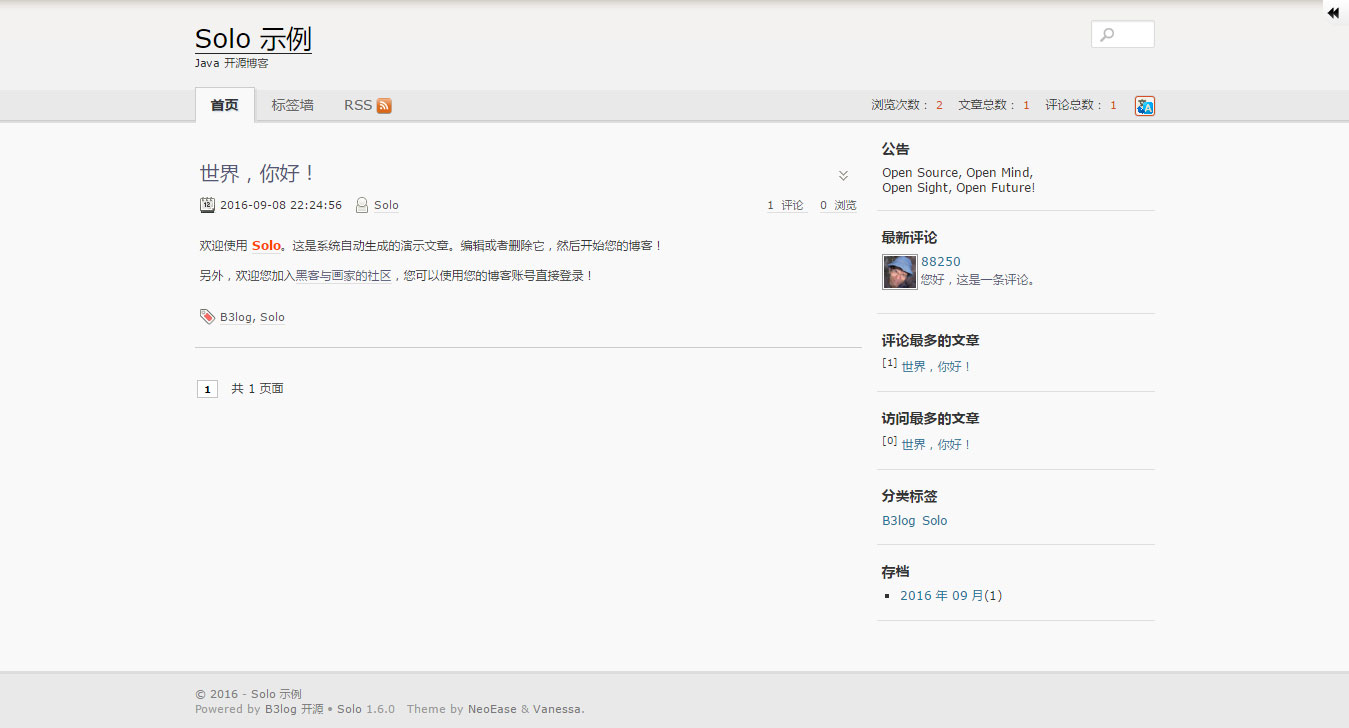 Solo 示例
Java 开源博客
首页 标签墙 RSS 浏览次数： 2 文章总数： 1 评论总数： 1
世界，你好！
2016-09-08 22:24:56 Solo 1 评论 0 浏览
欢迎使用 Solo。这是系统自动生成的演示文章。编辑或者删除它，然后开始您的博客！
另外，欢迎您加入黑客与画家的社区，您可以使用您的博客账号直接登录！
B3log, Solo
1 共 1 页面
公告
Open Source, Open Mind,
Open Sight, Open Future!
最新评论
88250
您好，这是一条评论。
评论最多的文章
[1] 世界，你好！
访问最多的文章
[0] 世界，你好！
分类标签
B3log Solo
存档
2016 年 09 月(1)
© 2016 - Solo 示例
Powered by B3log 开源 • Solo 1.6.0 Theme by NeoEase & Vanessa.